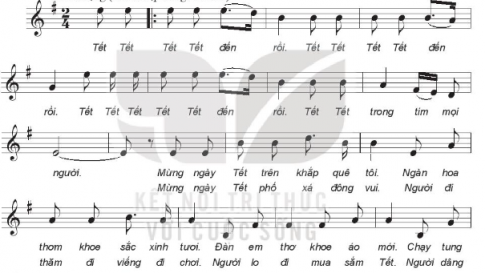 Tết Tết Tết Tết đến rồi. Tết Tết Tết Tết đến
rồi. Tết Tết Tết Tết Tết đến rồi. Tết Tết trong tim mọi
người. Mừng ngày Tết trên khắp quê tôi. Ngàn hoa
Mừng ngày Tết phố xá đông vui. Người đi
KẾT NỐI TRI THỨC
VỚI CUỘC SỐNG
thơm khoe sắc xinh tươi. Đàn em thơ khoe áo mới. Chạy tung
thăm đi viếng đi chơi. Người lo đi mua sắm Tết. Người dâng